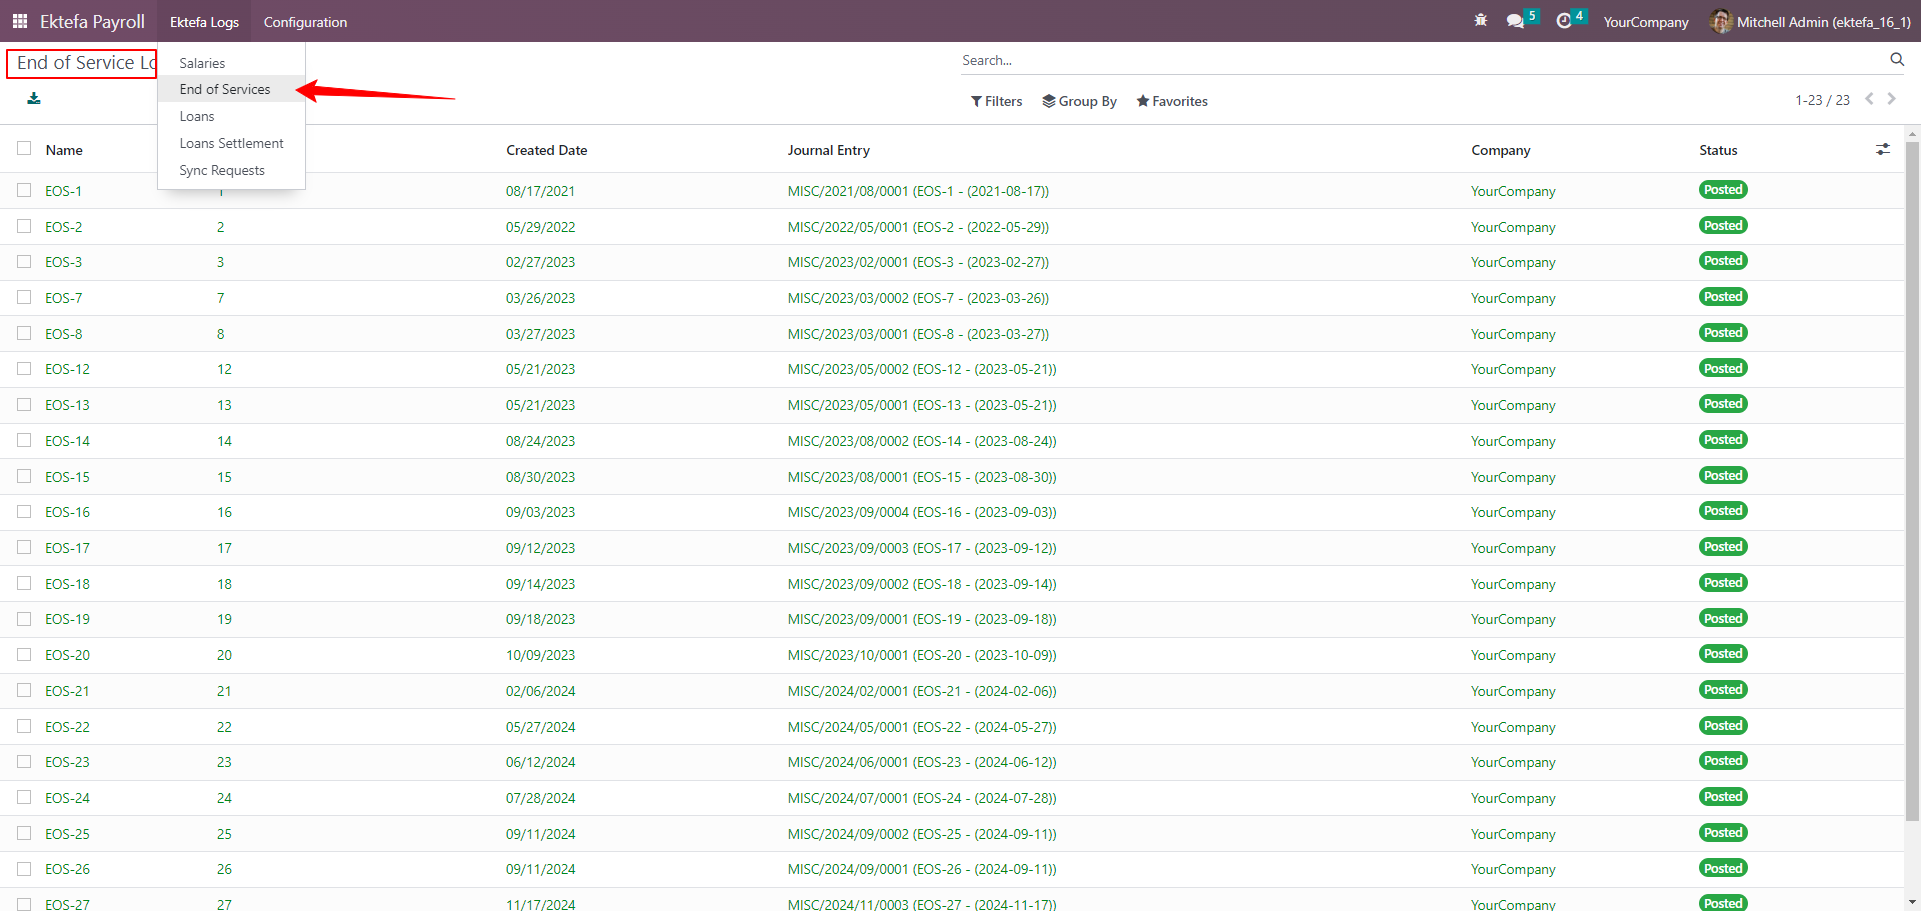 Ektefa Payroll Ektefa Logs Configuration 5 4 YourCompany Mitchell Admin (ektefa_16_1)
End of Service Lo Search...
Salaries
End of Services
Loans
Loans Settlement
Sync Requests
Filters Group By Favorites 1-23 / 23
Name Created Date Journal Entry Company Status
EOS-1 1 08/17/2021 MISC/2021/08/0001 (EOS-1 - (2021-08-17)) YourCompany Posted
EOS-2 2 05/29/2022 MISC/2022/05/0001 (EOS-2 - (2022-05-29)) YourCompany Posted
EOS-3 3 02/27/2023 MISC/2023/02/0001 (EOS-3 - (2023-02-27)) YourCompany Posted
EOS-7 7 03/26/2023 MISC/2023/03/0002 (EOS-7 - (2023-03-26)) YourCompany Posted
EOS-8 8 03/27/2023 MISC/2023/03/0001 (EOS-8 - (2023-03-27)) YourCompany Posted
EOS-12 12 05/21/2023 MISC/2023/05/0002 (EOS-12 - (2023-05-21)) YourCompany Posted
EOS-13 13 05/21/2023 MISC/2023/05/0001 (EOS-13 - (2023-05-21)) YourCompany Posted
EOS-14 14 08/24/2023 MISC/2023/08/0002 (EOS-14 - (2023-08-24)) YourCompany Posted
EOS-15 15 08/30/2023 MISC/2023/08/0001 (EOS-15 - (2023-08-30)) YourCompany Posted
EOS-16 16 09/03/2023 MISC/2023/09/0004 (EOS-16 - (2023-09-03)) YourCompany Posted
EOS-17 17 09/12/2023 MISC/2023/09/0003 (EOS-17 - (2023-09-12)) YourCompany Posted
EOS-18 18 09/14/2023 MISC/2023/09/0002 (EOS-18 - (2023-09-14)) YourCompany Posted
EOS-19 19 09/18/2023 MISC/2023/09/0001 (EOS-19 - (2023-09-18)) YourCompany Posted
EOS-20 20 10/09/2023 MISC/2023/10/0001 (EOS-20 - (2023-10-09)) YourCompany Posted
EOS-21 21 02/06/2024 MISC/2024/02/0001 (EOS-21 - (2024-02-06)) YourCompany Posted
EOS-22 22 05/27/2024 MISC/2024/05/0001 (EOS-22 - (2024-05-27)) YourCompany Posted
EOS-23 23 06/12/2024 MISC/2024/06/0001 (EOS-23 - (2024-06-12)) YourCompany Posted
EOS-24 24 07/28/2024 MISC/2024/07/0001 (EOS-24 - (2024-07-28)) YourCompany Posted
EOS-25 25 09/11/2024 MISC/2024/09/0002 (EOS-25 - (2024-09-11)) YourCompany Posted
EOS-26 26 09/11/2024 MISC/2024/09/0001 (EOS-26 - (2024-09-11)) YourCompany Posted
EOS-27 27 11/17/2024 MISC/2024/11/0003 (EOS-27 - (2024-11-17)) YourCompany Posted